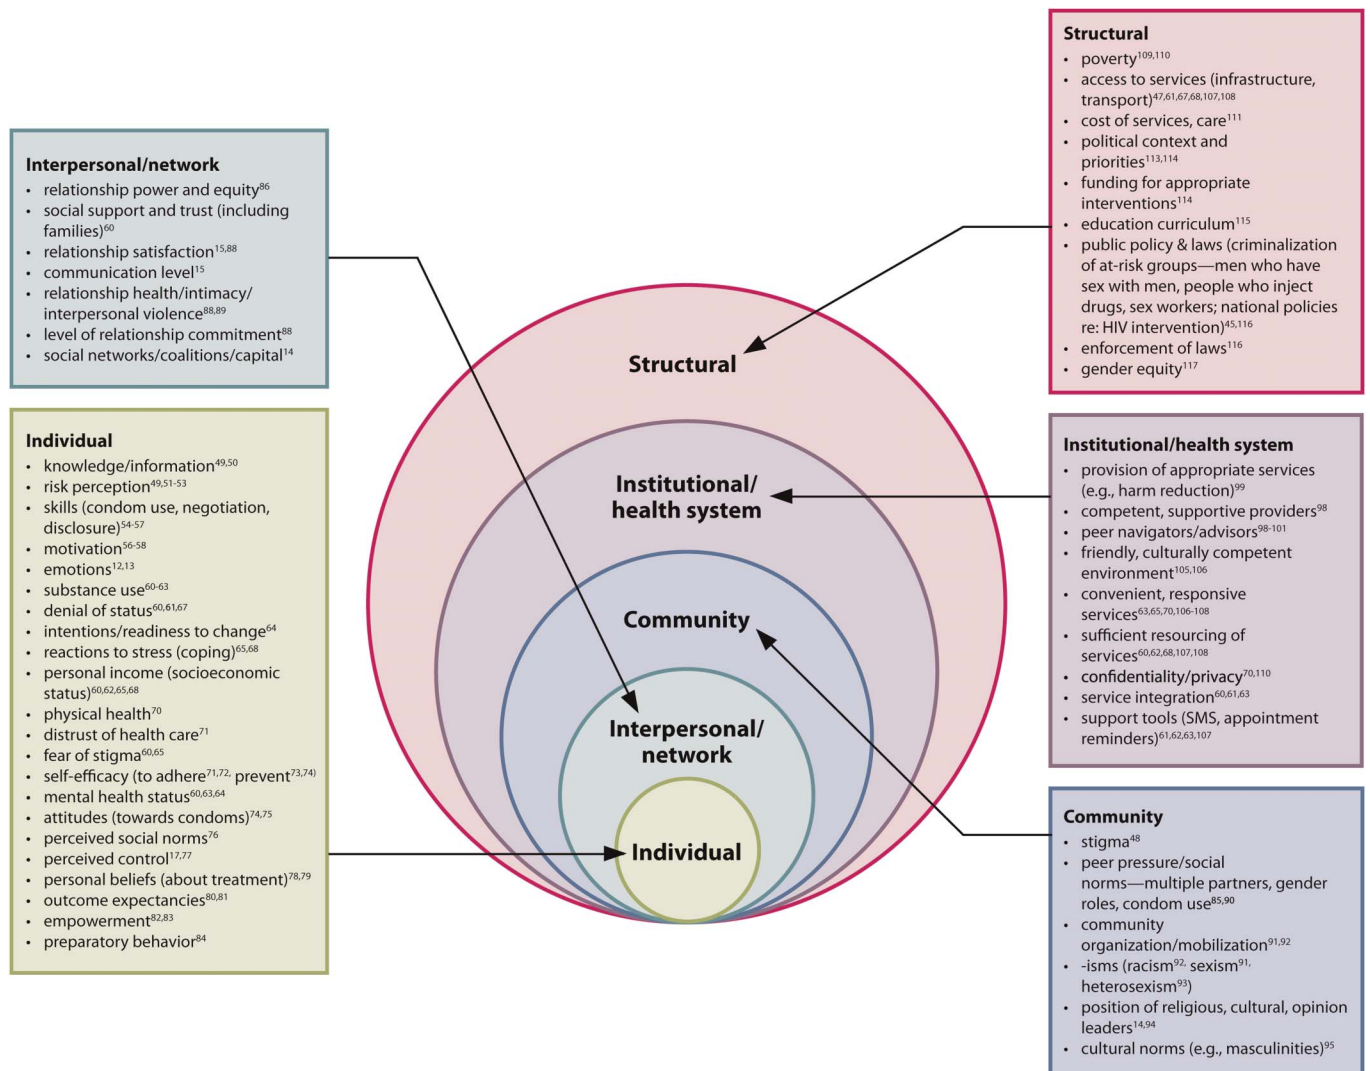 Interpersonal/network
• relationship power and equity86
• social support and trust (including
families)60
• relationship satisfaction15,88
• communication level15
• relationship health/intimacy/
interpersonal violence88,89
• level of relationship commitment88
• social networks/coalitions/capital14
Individual
• knowledge/information49,50
• risk perception49,51-53
• skills (condom use, negotiation,
disclosure)54-57
• motivation56-58
• emotions12,13
• substance use60-63
• denial of status60,61,67
• intentions/readiness to change64
• reactions to stress (coping)65,68
• personal income (socioeconomic
status)60,62,65,68
• physical health70
• distrust of health care71
• fear of stigma60,65
• self-efficacy (to adhere71,72, prevent73,74)
• mental health status60,63,64
• attitudes (towards condoms)74,75
• perceived social norms76
• perceived control17,77
• personal beliefs (about treatment)78,79
• outcome expectancies80,81
• empowerment82,83
• preparatory behavior84
Structural
Institutional/
health system
Community
Interpersonal/
network
Individual
Structural
• poverty109,110
• access to services (infrastructure,
transport)47,61,67,68,107,108
• cost of services, care111
• political context and
priorities113,114
• funding for appropriate
interventions114
• education curriculum115
• public policy & laws (criminalization
of at-risk groups—men who have
sex with men, people who inject
drugs, sex workers; national policies
re: HIV intervention)45,116
• enforcement of laws116
• gender equity117
Institutional/health system
• provision of appropriate services
(e.g., harm reduction)99
• competent, supportive providers98
• peer navigators/advisors98-101
• friendly, culturally competent
environment105,106
• convenient, responsive
services63,65,70,106-108
• sufficient resourcing of
services60,62,68,107,108
• confidentiality/privacy70,110
• service integration60,61,63
• support tools (SMS, appointment
reminders)61,62,63,107
Community
• stigma48
• peer pressure/social
norms—multiple partners, gender
roles, condom use85,90
• community
organization/mobilization91,92
• -isms (racism92, sexism91,
heterosexism93)
• position of religious, cultural, opinion
leaders14,94
• cultural norms (e.g., masculinities)95